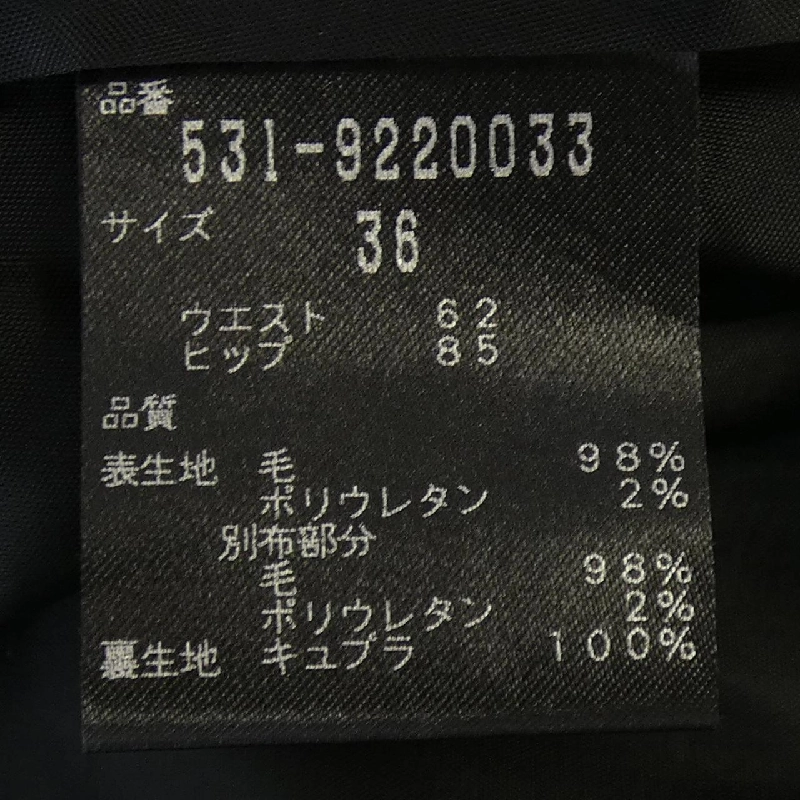 品番
531-9220033
サイズ 36
ウエスト 62
ヒップ 85
品質
表生地 毛 98%
ポリウレタン 2%
別布部分
毛 98%
ポリウレタン 2%
裏生地 キュプラ 100%